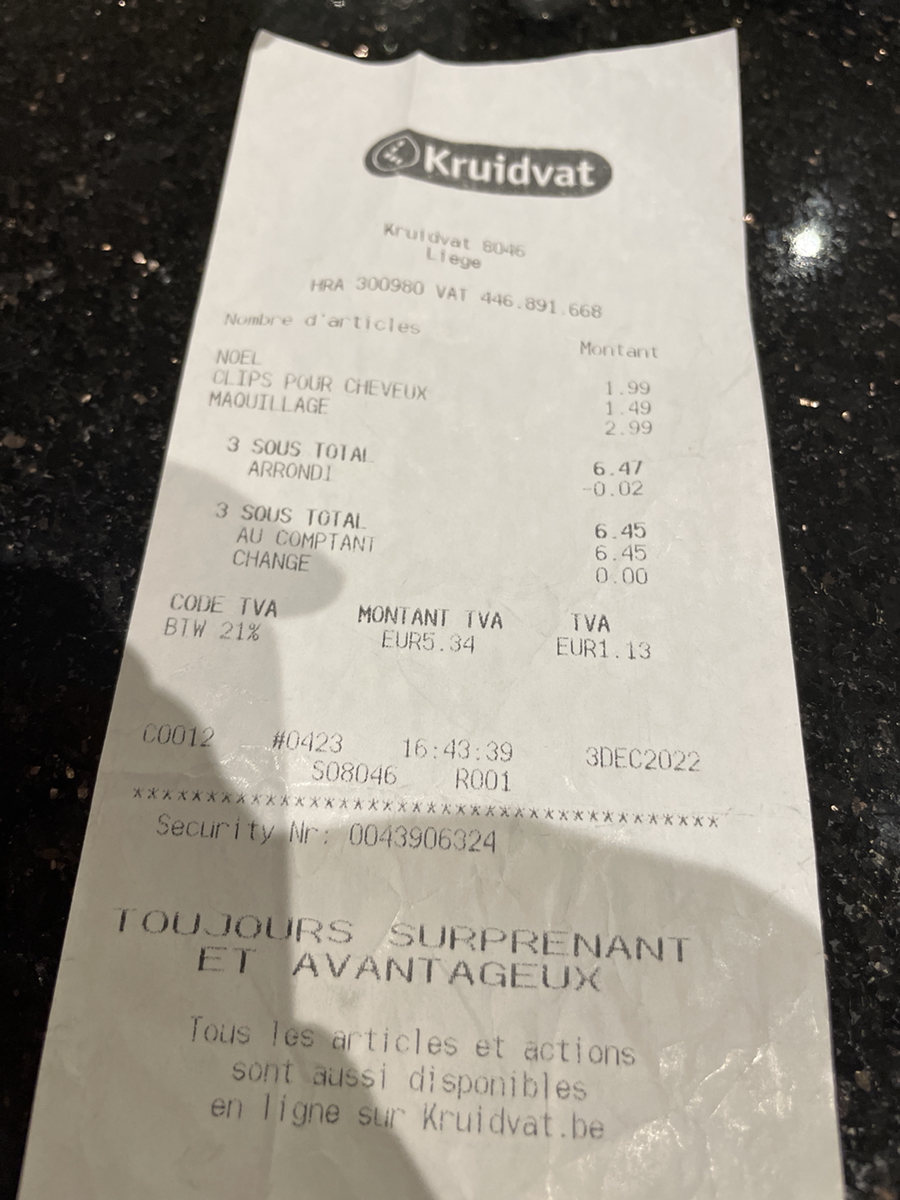 Kruidvat
Kruidvat 8046
Liege
HRA 300980 VAT 446.891.668
Nombre d'articles Montant
NOEL 1.99
CLIPS POUR CHEVEUX 1.49
MAQUILLAGE 2.99
3 SOUS TOTAL 6.47
ARRONDI -0.02
3 SOUS TOTAL 6.45
AU COMPTANT 6.45
CHANGE 0.00
CODE TVA MONTANT TVA TVA
BTW 21% EUR5.34 EUR1.13
C0012 #0423 16:43:39 3DEC2022
S08046 R001
****************************************
Security Nr: 0043906324
TOUJOURS SURPRENANT
ET AVANTAGEUX
Tous les articles et actions
sont aussi disponibles
en ligne sur Kruidvat.be